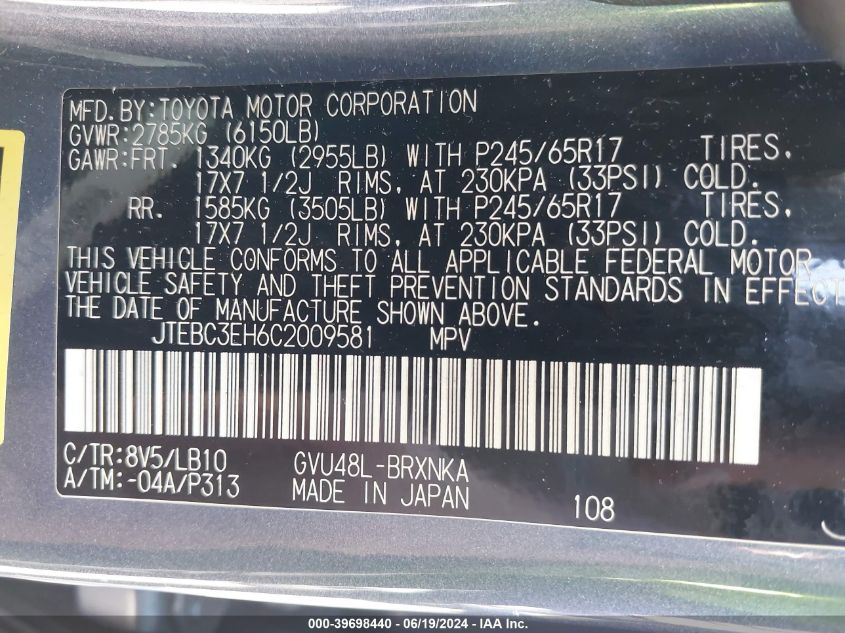 MFD.BY:TOYOTA MOTOR CORPORATION
GVWR:2785KG (6150LB)
GAWR:FRT. 1340KG (2955LB) WITH P245/65R17 TIRES,
17X7 1/2J RIMS, AT 230KPA (33PSI) COLD.
RR. 1585KG (3505LB) WITH P245/65R17 TIRES,
17X7 1/2J RIMS, AT 230KPA (33PSI) COLD.
THIS VEHICLE CONFORMS TO ALL APPLICABLE FEDERAL MOTOR
VEHICLE SAFETY AND THEFT PREVENTION STANDARDS IN EFFECT
THE DATE OF MANUFACTURE SHOWN ABOVE.
JTEBC3EH6C2009581 MPV
C/TR:8V5/LB10 GVU48L-BRXNKA
A/TM:-04A/P313 MADE IN JAPAN 108
000-39698440 - 06/19/2024 - IAA Inc.